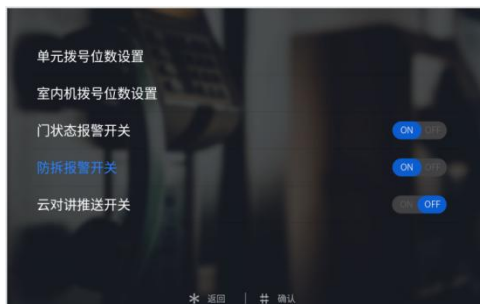 单元拨号位数设置
室内机拨号位数设置
门状态报警开关 ON OFF
防拆报警开关 ON OFF
云对讲推送开关 ON OFF
* 返回 | # 确认